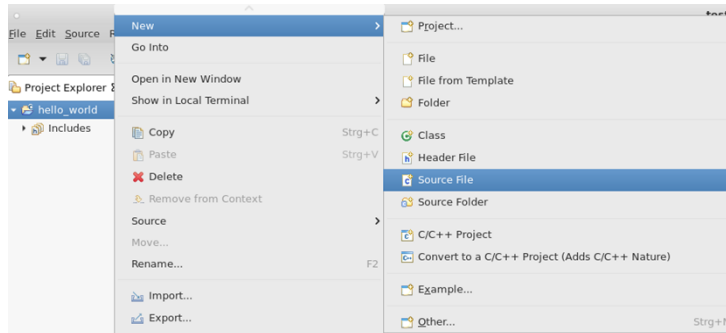 File Edit Source
Project Explorer
hello_world
Includes
New
Go Into
Open in New Window
Show in Local Terminal
Copy Strg+C
Paste Strg+V
Delete
Remove from Context
Source
Move...
Rename... F2
Import...
Export...
Project...
File
File from Template
Folder
Class
Header File
Source File
Source Folder
C/C++ Project
Convert to a C/C++ Project (Adds C/C++ Nature)
Example...
Other...